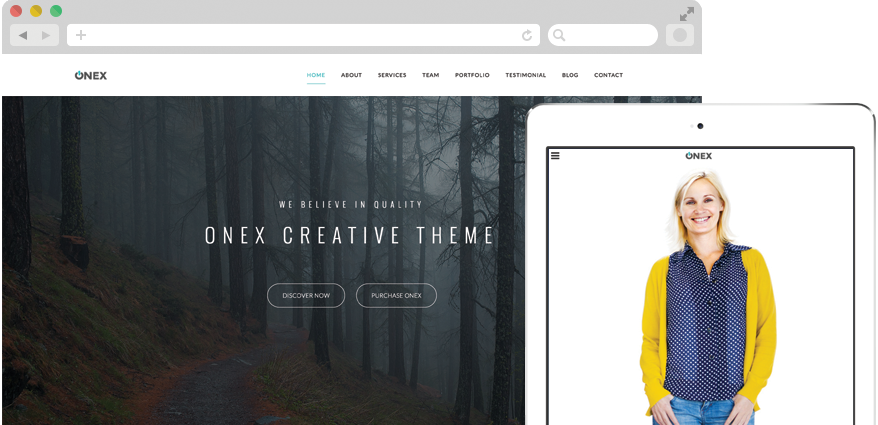 ONEX
HOME ABOUT SERVICES TEAM PORTFOLIO TESTIMONIAL BLOG CONTACT
WE BELIEVE IN QUALITY
ONEX CREATIVE THEME
DISCOVER NOW PURCHASE ONEX
ONEX